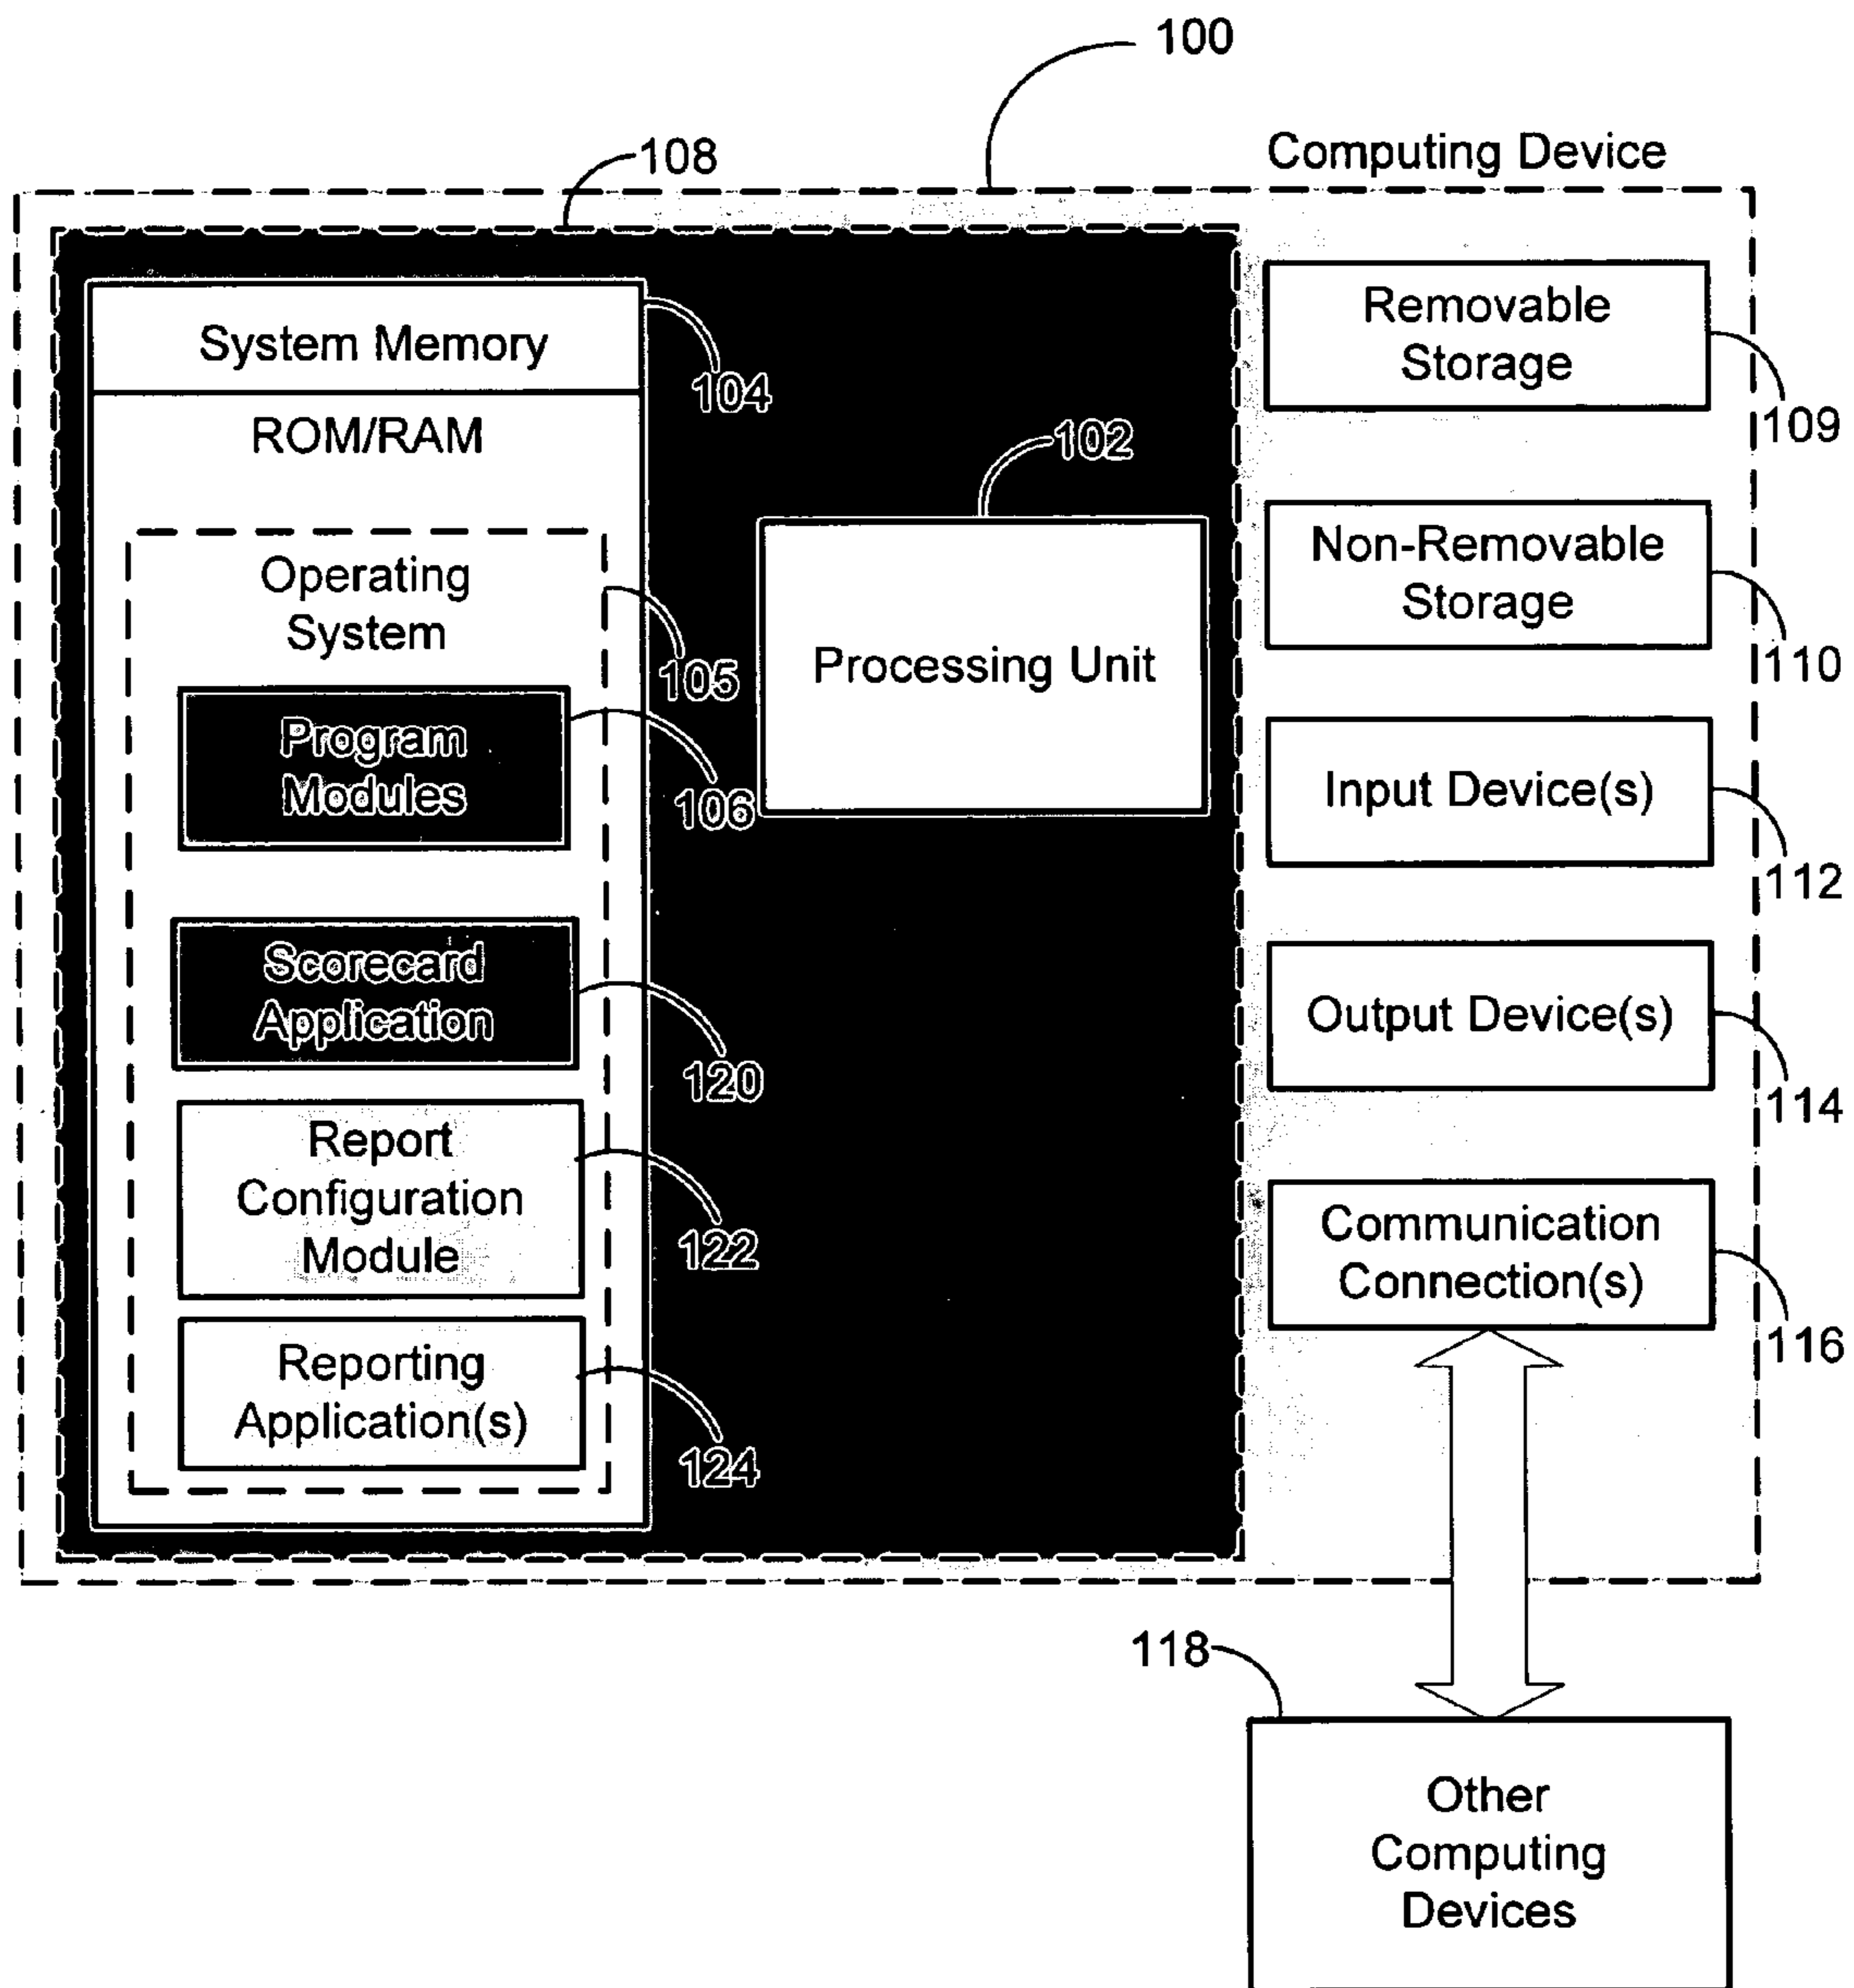 100
Computing Device
108
System Memory
104
ROM/RAM
102
Operating
System
105
Program
Modules
106
Scorecard
Application
120
Report
Configuration
Module
122
Reporting
Application(s)
124
Processing Unit
Removable
Storage
109
Non-Removable
Storage
110
Input Device(s)
112
Output Device(s)
114
Communication
Connection(s)
116
118
Other
Computing
Devices